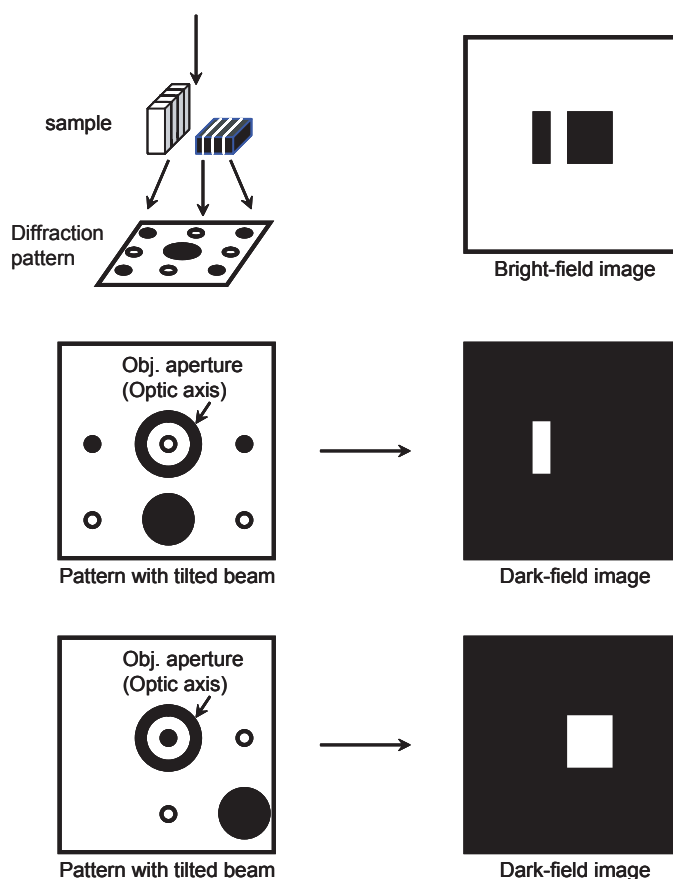 sample
Diffraction
pattern
Bright-field image
Obj. aperture
(Optic axis)
Pattern with tilted beam
Dark-field image
Obj. aperture
(Optic axis)
Pattern with tilted beam
Dark-field image